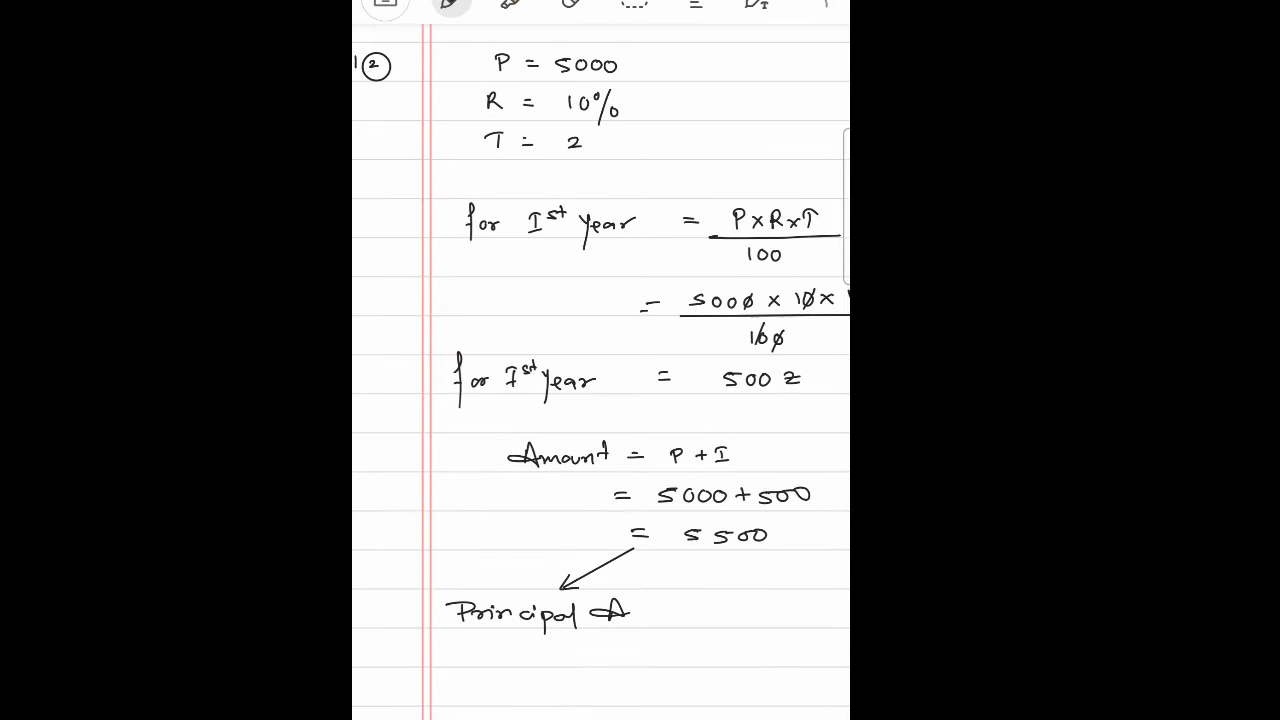 1 2
P = 5000
R = 10%
T = 2
for Ist year = P x R x T
100
= 5000 x 10 x
100
for Ist year = 500 z
Amount = P + I
= 5000 + 500
= 5500
Principal A